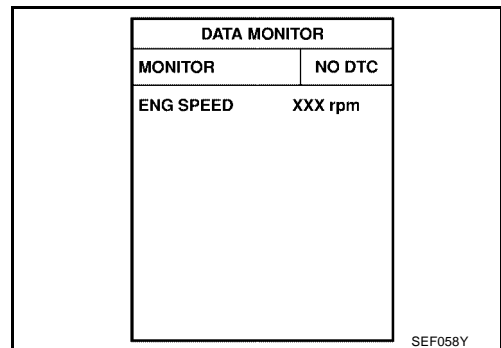 DATA MONITOR
MONITOR NO DTC
ENG SPEED XXX rpm
SEF058Y